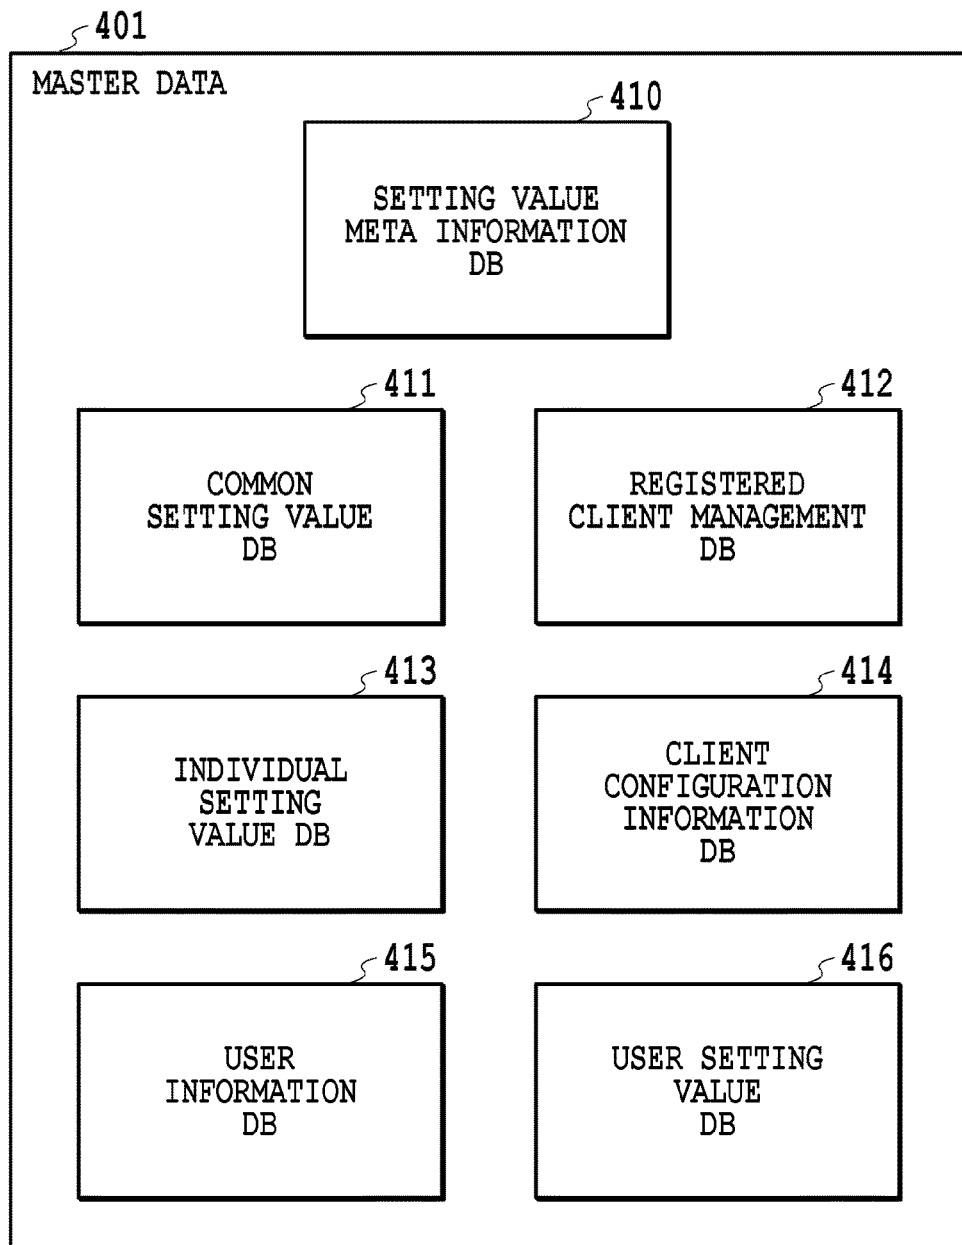 401
MASTER DATA
410
SETTING VALUE
META INFORMATION
DB
411
COMMON
SETTING VALUE
DB
412
REGISTERED
CLIENT MANAGEMENT
DB
413
INDIVIDUAL
SETTING
VALUE DB
414
CLIENT
CONFIGURATION
INFORMATION
DB
415
USER
INFORMATION
DB
416
USER SETTING
VALUE
DB